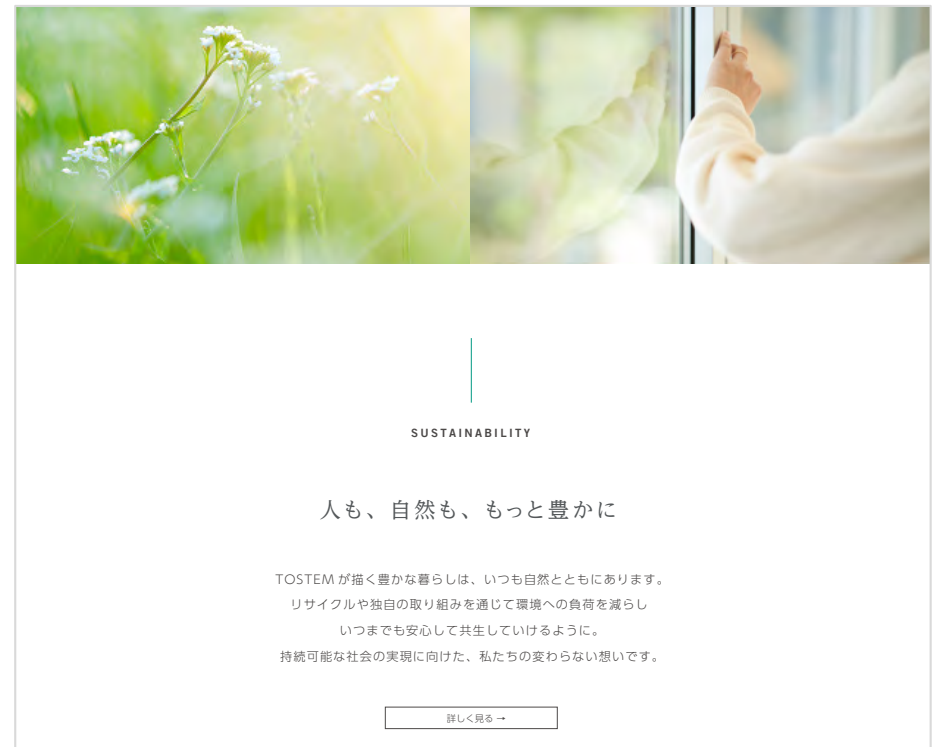 SUSTAINABILITY
人も、自然も、もっと豊かに
TOSTEM が描く豊かな暮らしは、いつも自然とともにあります。
リサイクルや独自の取り組みを通じて環境への負荷を減らし
いつまでも安心して共生していけるように。
持続可能な社会の実現に向けた、私たちの変わらない想いです。
詳しく見る →